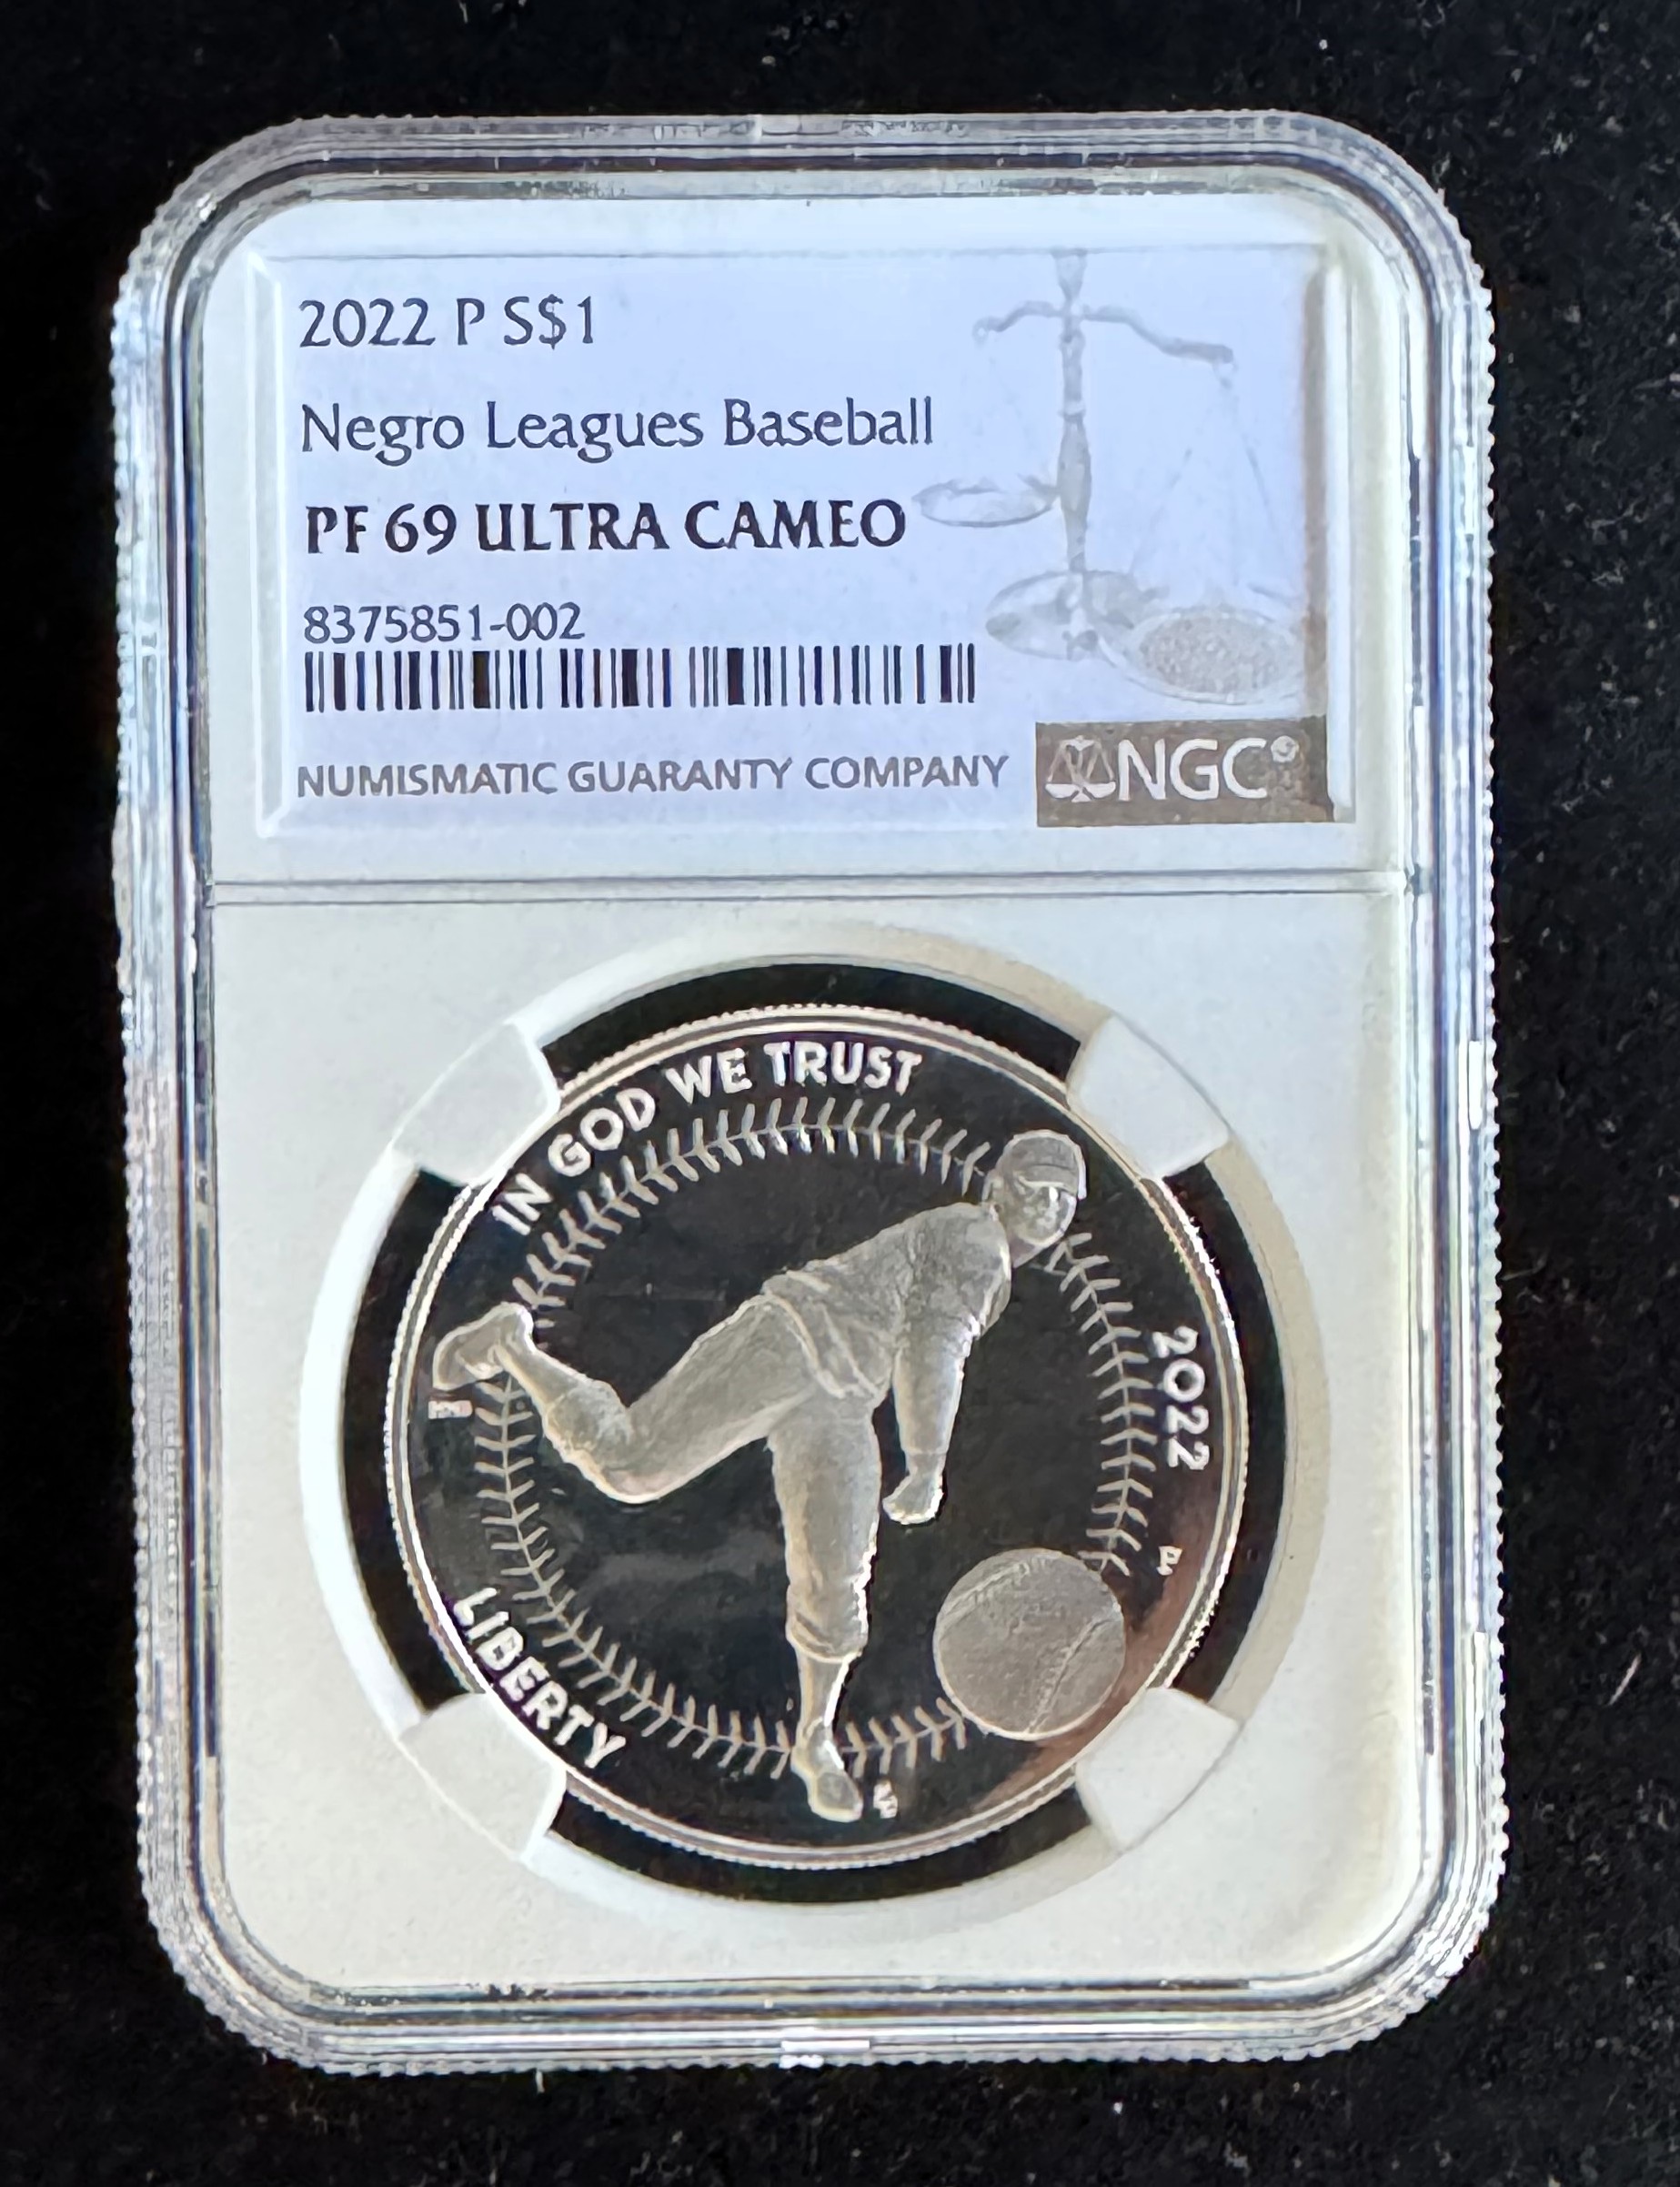 2022 P S$1
Negro Leagues Baseball
PF 69 ULTRA CAMEO
8375851-002
NUMISMATIC GUARANTY COMPANY
NGC
IN GOD WE TRUST
2022
P
LIBERTY